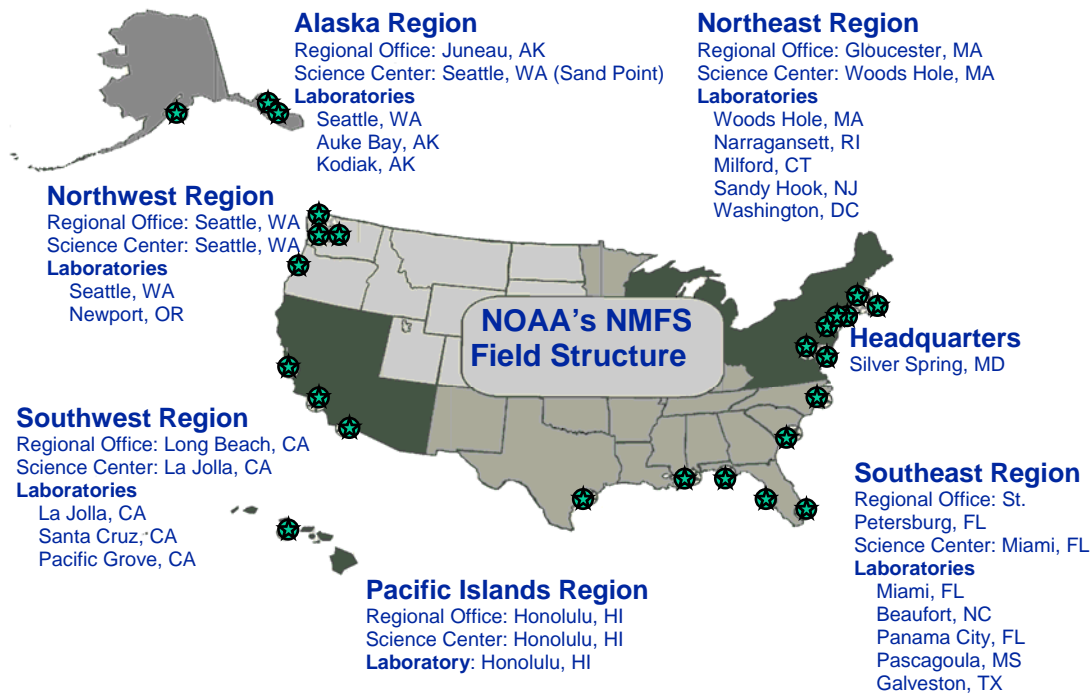 Alaska Region
Regional Office: Juneau, AK
Science Center: Seattle, WA (Sand Point)
Laboratories
Seattle, WA
Auke Bay, AK
Kodiak, AK
Northeast Region
Regional Office: Gloucester, MA
Science Center: Woods Hole, MA
Laboratories
Woods Hole, MA
Narragansett, RI
Milford, CT
Sandy Hook, NJ
Washington, DC
Northwest Region
Regional Office: Seattle, WA
Science Center: Seattle, WA
Laboratories
Seattle, WA
Newport, OR
NOAA's NMFS
Field Structure
Headquarters
Silver Spring, MD
Southwest Region
Regional Office: Long Beach, CA
Science Center: La Jolla, CA
Laboratories
La Jolla, CA
Santa Cruz, CA
Pacific Grove, CA
Pacific Islands Region
Regional Office: Honolulu, HI
Science Center: Honolulu, HI
Laboratory: Honolulu, HI
Southeast Region
Regional Office: St.
Petersburg, FL
Science Center: Miami, FL
Laboratories
Miami, FL
Beaufort, NC
Panama City, FL
Pascagoula, MS
Galveston, TX